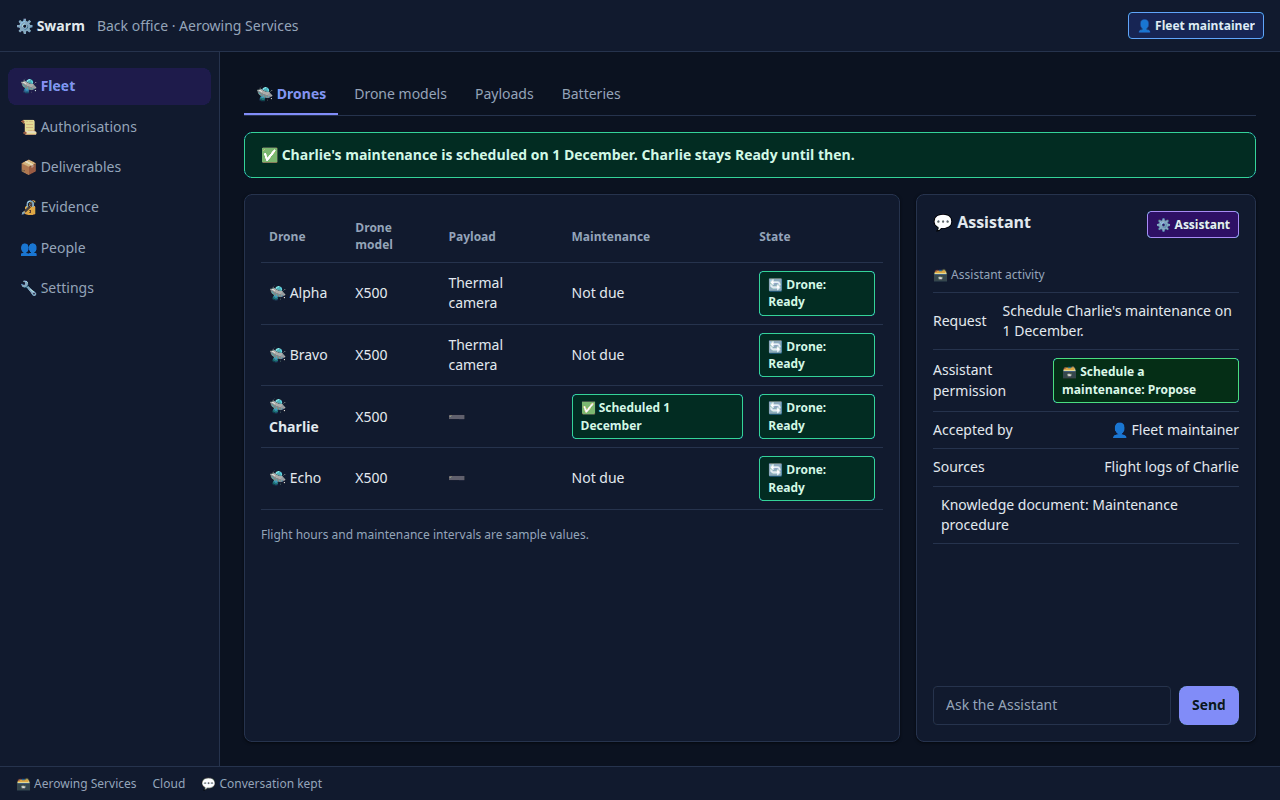 ⚙️ Swarm Back office · Aerowing Services
👤 Fleet maintainer
🛸 Fleet
📜 Authorisations
📦 Deliverables
🔏 Evidence
👥 People
🔧 Settings
🛸 Drones Drone models Payloads Batteries
✅ Charlie's maintenance is scheduled on 1 December. Charlie stays Ready until then.
Drone Drone model Payload Maintenance State
🛸 Alpha X500 Thermal camera Not due 🔄 Drone: Ready
🛸 Bravo X500 Thermal camera Not due 🔄 Drone: Ready
🛸 Charlie X500 ➖ ✅ Scheduled 1 December 🔄 Drone: Ready
🛸 Echo X500 ➖ Not due 🔄 Drone: Ready
Flight hours and maintenance intervals are sample values.
💬 Assistant
⚙️ Assistant
🗃️ Assistant activity
Request Schedule Charlie's maintenance on 1 December.
Assistant permission 🗃️ Schedule a maintenance: Propose
Accepted by 👤 Fleet maintainer
Sources Flight logs of Charlie
Knowledge document: Maintenance procedure
Ask the Assistant
Send
🗃️ Aerowing Services Cloud 💬 Conversation kept